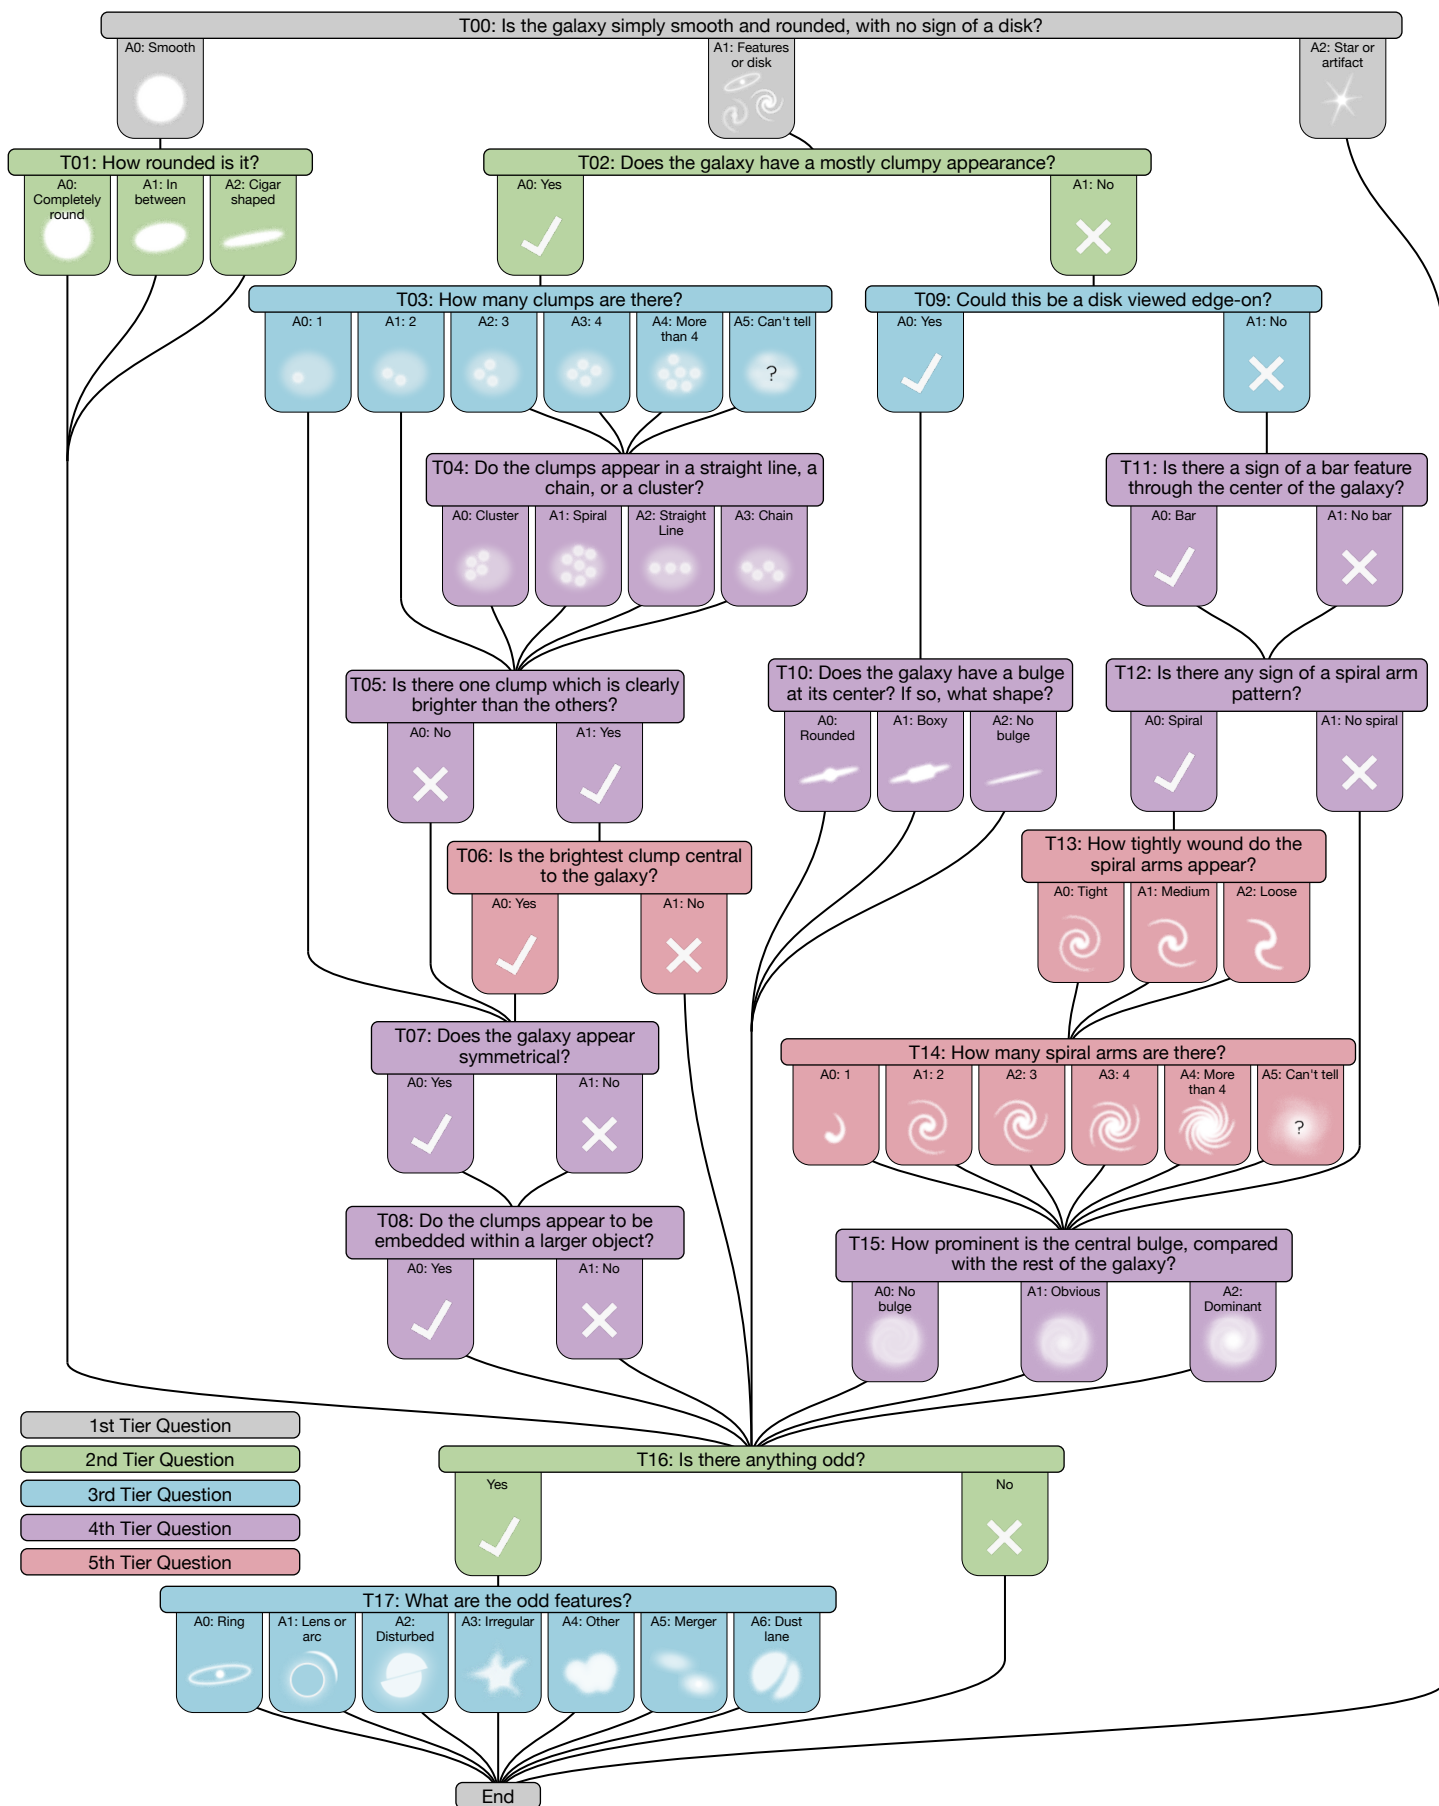 T00: Is the galaxy simply smooth and rounded, with no sign of a disk?
A0: Smooth
A1: Features
or disk
A2: Star or
artifact
T01: How rounded is it?
A0:
Completely
round
A1: In
between
A2: Cigar
shaped
T02: Does the galaxy have a mostly clumpy appearance?
A0: Yes
A1: No
T03: How many clumps are there?
A0: 1
A1: 2
A2: 3
A3: 4
A4: More
than 4
A5: Can't tell
?
T09: Could this be a disk viewed edge-on?
A0: Yes
A1: No
T04: Do the clumps appear in a straight line, a
chain, or a cluster?
A0: Cluster
A1: Spiral
A2: Straight
Line
A3: Chain
T11: Is there a sign of a bar feature
through the center of the galaxy?
A0: Bar
A1: No bar
T05: Is there one clump which is clearly
brighter than the others?
A0: No
A1: Yes
T10: Does the galaxy have a bulge
at its center? If so, what shape?
A0:
Rounded
A1: Boxy
A2: No
bulge
T12: Is there any sign of a spiral arm
pattern?
A0: Spiral
A1: No spiral
T06: Is the brightest clump central
to the galaxy?
A0: Yes
A1: No
T13: How tightly wound do the
spiral arms appear?
A0: Tight
A1: Medium
A2: Loose
T07: Does the galaxy appear
symmetrical?
A0: Yes
A1: No
T14: How many spiral arms are there?
A0: 1
A1: 2
A2: 3
A3: 4
A4: More
than 4
A5: Can't tell
?
T08: Do the clumps appear to be
embedded within a larger object?
A0: Yes
A1: No
T15: How prominent is the central bulge, compared
with the rest of the galaxy?
A0: No
bulge
A1: Obvious
A2:
Dominant
1st Tier Question
2nd Tier Question
3rd Tier Question
4th Tier Question
5th Tier Question
T16: Is there anything odd?
Yes
No
T17: What are the odd features?
A0: Ring
A1: Lens or
arc
A2:
Disturbed
A3: Irregular
A4: Other
A5: Merger
A6: Dust
lane
End